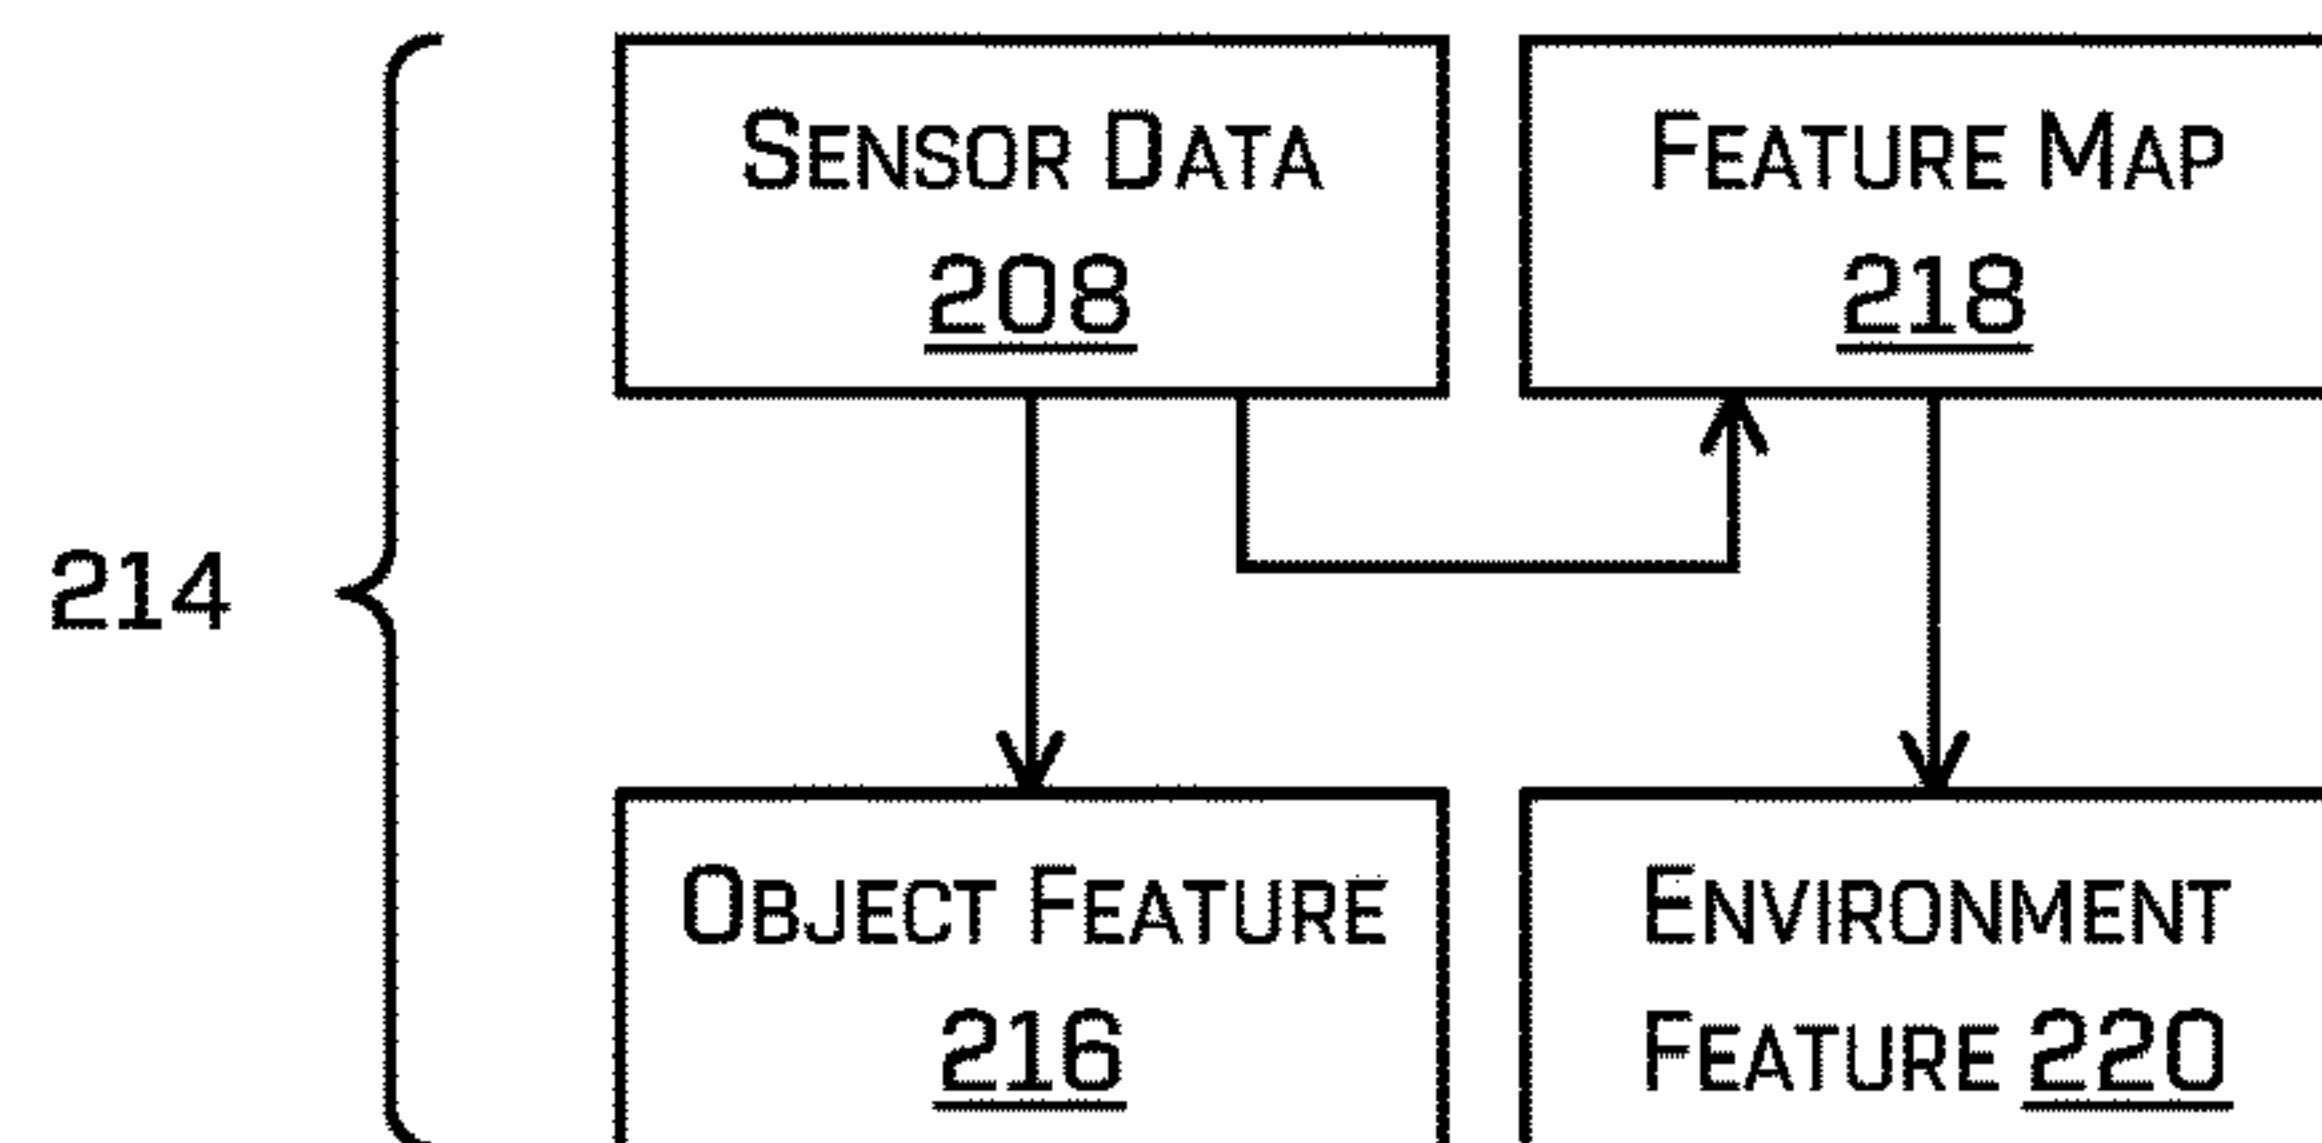 Sensor Data
208
Feature Map
218
214
Object Feature
216
Environment
Feature 220